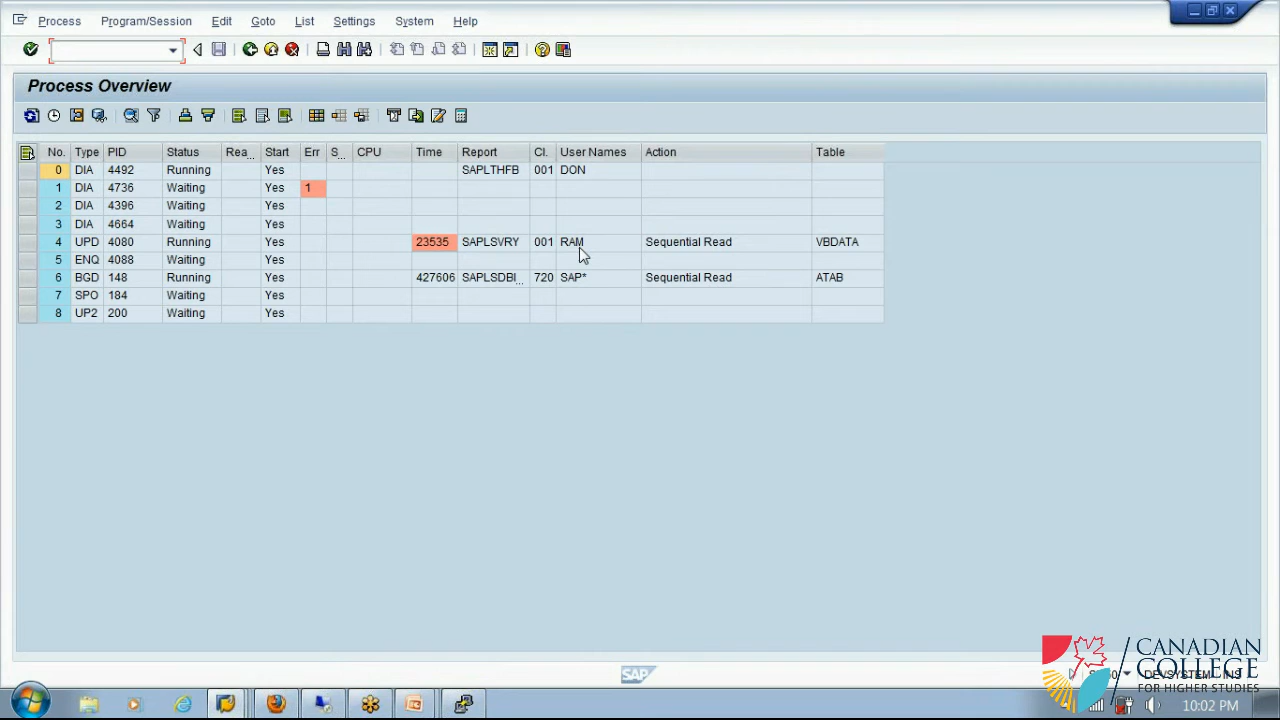 Process Program/Session Edit Goto List Settings System Help
Process Overview
No. Type PID Status Rea... Start Err S... CPU Time Report Cl. User Names Action Table
0 DIA 4492 Running Yes SAPLTHFB 001 DON
1 DIA 4736 Waiting Yes 1
2 DIA 4396 Waiting Yes
3 DIA 4664 Waiting Yes
4 UPD 4080 Running Yes 23535 SAPLSVRY 001 RAM Sequential Read VBDATA
5 ENQ 4088 Waiting Yes
6 BGD 148 Running Yes 427606 SAPLSDBI... 720 SAP* Sequential Read ATAB
7 SPO 184 Waiting Yes
8 UP2 200 Waiting Yes
SAP
DEVSYSTEM INS
CANADIAN
COLLEGE
FOR HIGHER STUDIES
10:02 PM